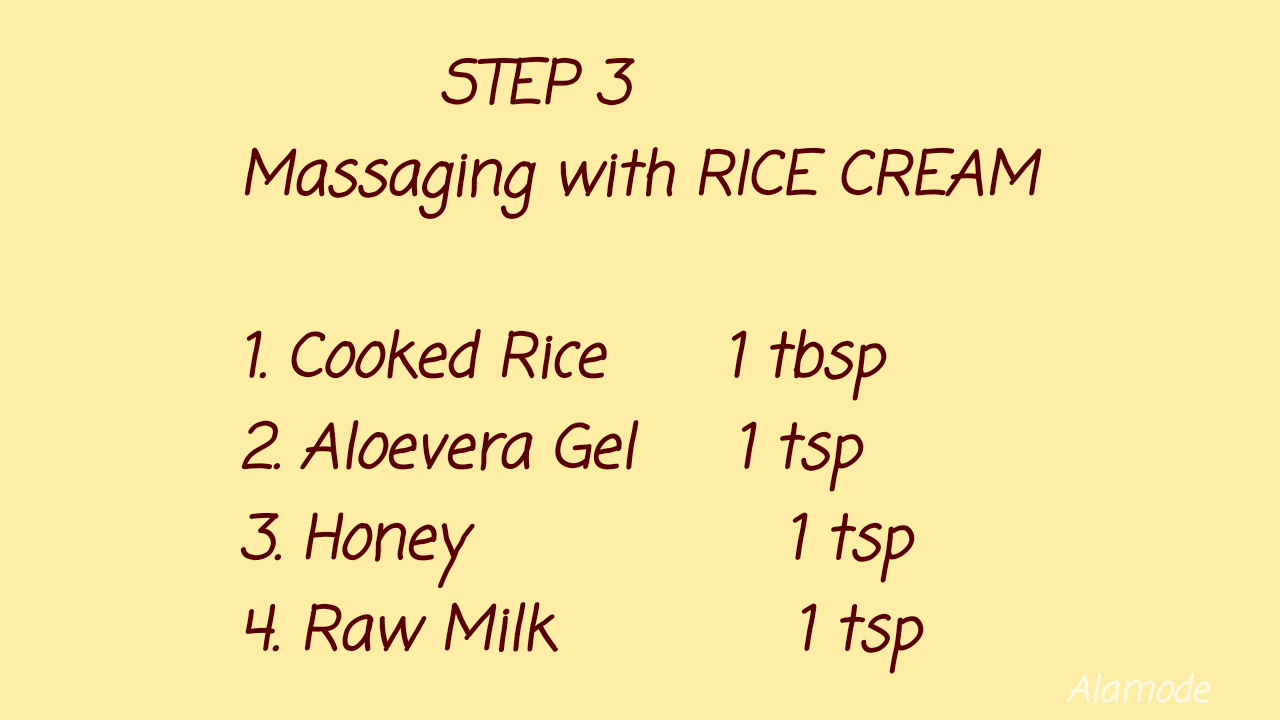 STEP 3
Massaging with RICE CREAM
1. Cooked Rice 1 tbsp
2. Aloevera Gel 1 tsp
3. Honey 1 tsp
4. Raw Milk 1 tsp
Alamode